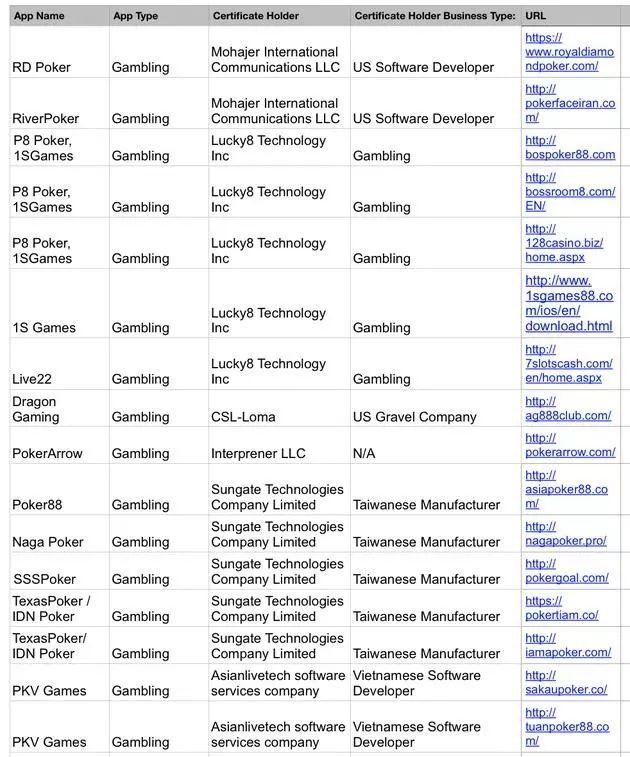 App Name App Type Certificate Holder Certificate Holder Business Type: URL
RD Poker Gambling Mohajer International
Communications LLC US Software Developer https://
www.royaldiamo
ndpoker.com/
RiverPoker Gambling Mohajer International
Communications LLC US Software Developer http://
pokerfaceiran.co
m/
P8 Poker,
1SGames Gambling Lucky8 Technology
Inc Gambling http://
bospoker88.com
P8 Poker,
1SGames Gambling Lucky8 Technology
Inc Gambling http://
bossroom8.com/
EN/
P8 Poker,
1SGames Gambling Lucky8 Technology
Inc Gambling http://
128casino.biz/
home.aspx
1S Games Gambling Lucky8 Technology
Inc Gambling http://www.
1sgames88.co
m/ios/en/
download.html
Live22 Gambling Lucky8 Technology
Inc Gambling http://
7slotscash.com/
en/home.aspx
Dragon
Gaming Gambling CSL-Loma US Gravel Company http://
ag888club.com/
PokerArrow Gambling Interprener LLC N/A http://
pokerarrow.com/
Poker88 Gambling Sungate Technologies
Company Limited Taiwanese Manufacturer http://
asiapoker88.co
m/
Naga Poker Gambling Sungate Technologies
Company Limited Taiwanese Manufacturer http://
nagapoker.pro/
SSSPoker Gambling Sungate Technologies
Company Limited Taiwanese Manufacturer http://
pokergoal.com/
TexasPoker /
IDN Poker Gambling Sungate Technologies
Company Limited Taiwanese Manufacturer https://
pokertiam.co/
TexasPoker/
IDN Poker Gambling Sungate Technologies
Company Limited Taiwanese Manufacturer http://
iamapoker.com/
PKV Games Gambling Asianlivetech software
services company Vietnamese Software
Developer http://
sakaupoker.co/
PKV Games Gambling Asianlivetech software
services company Vietnamese Software
Developer http://
tuanpoker88.co
m/